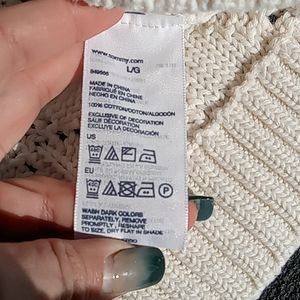 www.tommy.com
L/G
MADE IN CHINA
FABRIQUÉ EN CHINE
HECHO EN CHINA
100% COTTON/COTON/ALGODÓN
EXCLUSIVE OF DECORATION
SAUF DÉCORATION
EXCLUYE LA DECORACIÓN
US
EU
P
WASH DARK COLORS
SEPARATELY, REMOVE
PROMPTLY, RESHAPE
TO SIZE, DRY FLAT IN SHADE